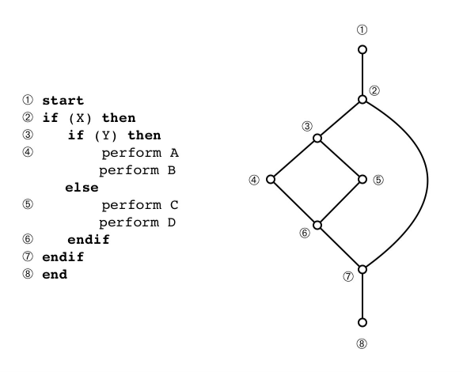 ① start
② if (X) then
③ if (Y) then
④ perform A
perform B
else
⑤ perform C
perform D
⑥ endif
⑦ endif
⑧ end
①
②
③
④
⑤
⑥
⑦
⑧